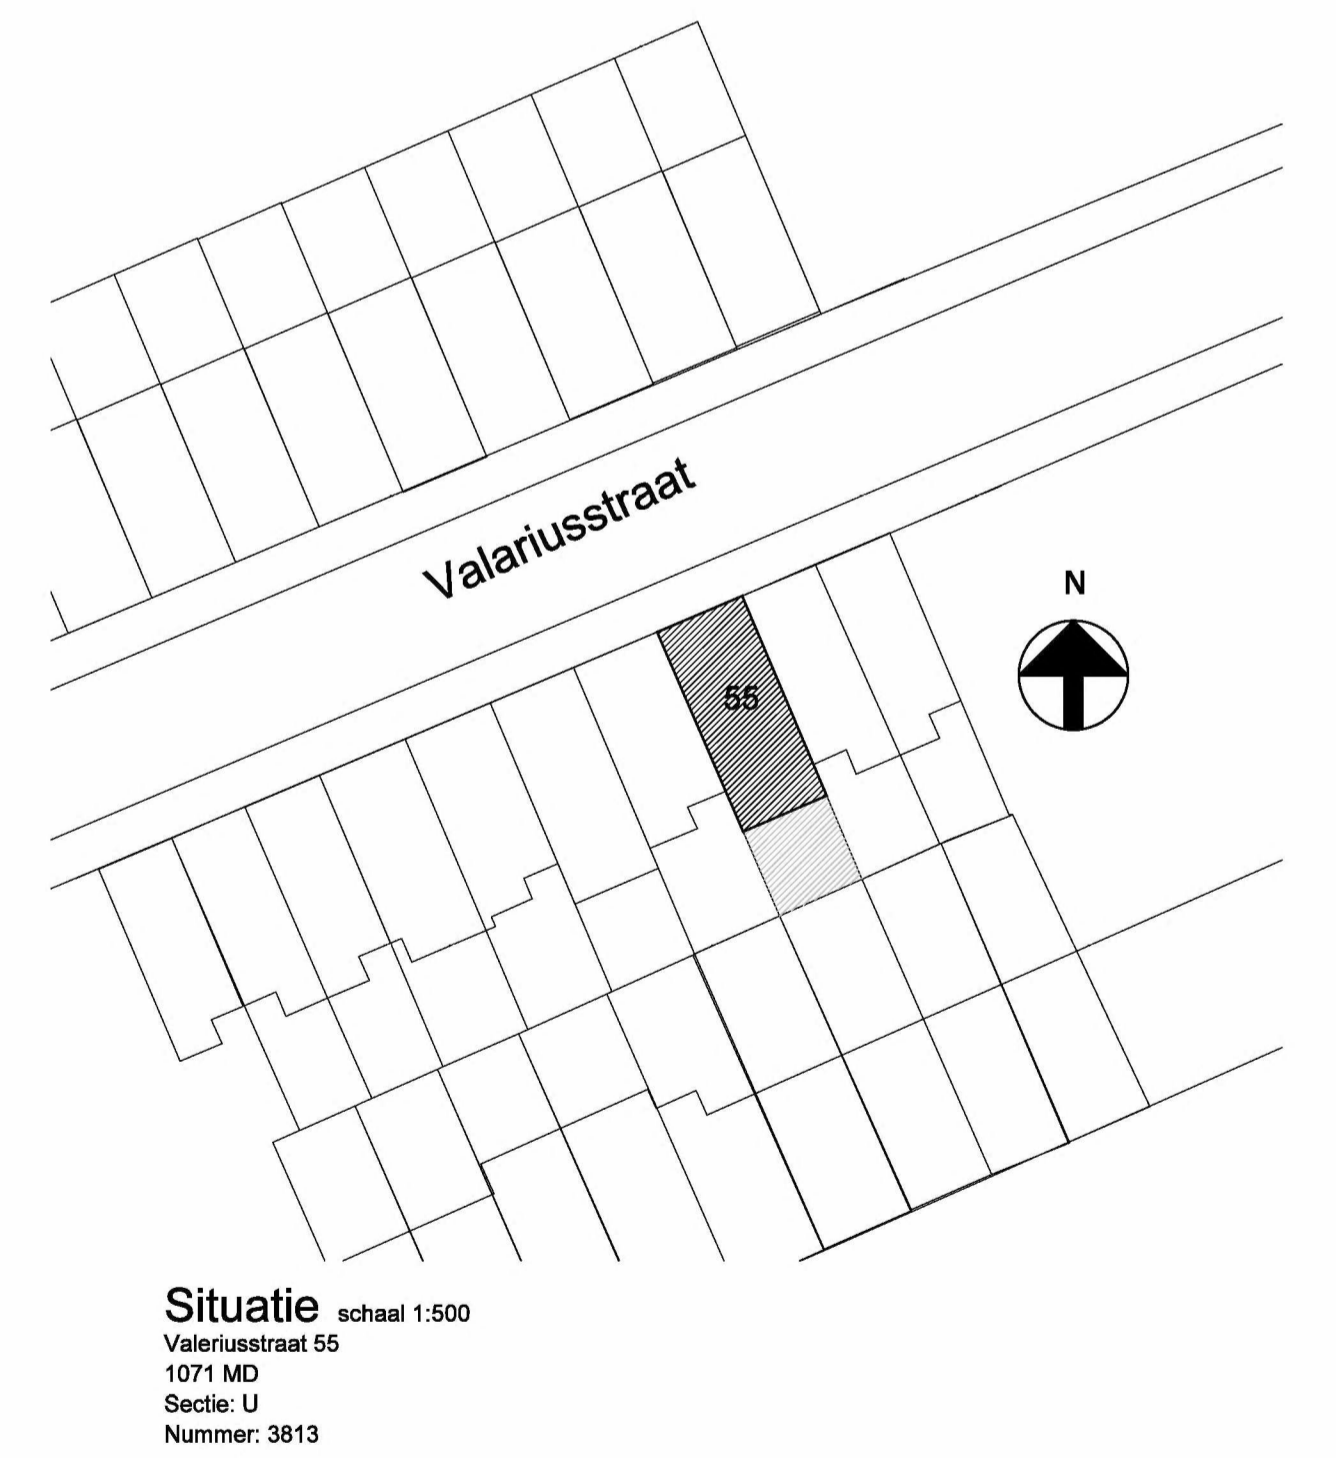 Valariusstraat
N
55
Situatie schaal 1:500
Valeriusstraat 55
1071 MD
Sectie: U
Nummer: 3813